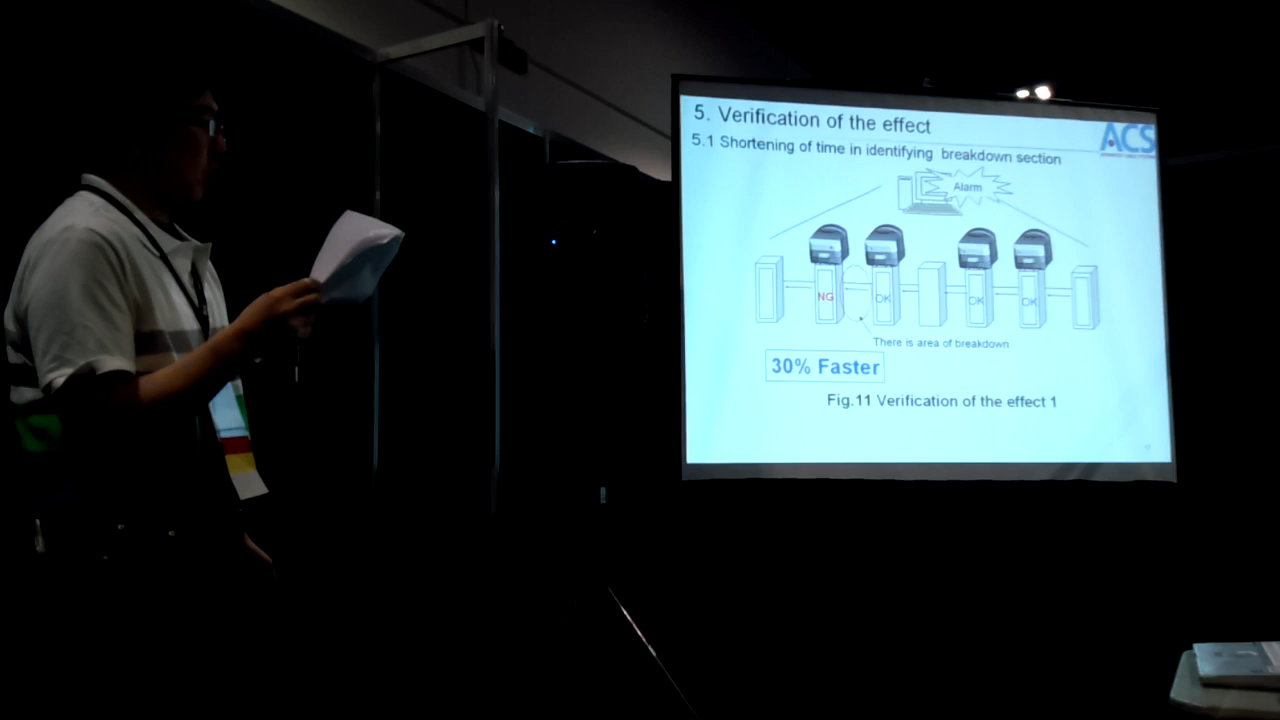 5. Verification of the effect
ACS
5.1 Shortening of time in identifying breakdown section
Alarm
NG
OK
OK
OK
There is area of breakdown
30% Faster
Fig.11 Verification of the effect 1